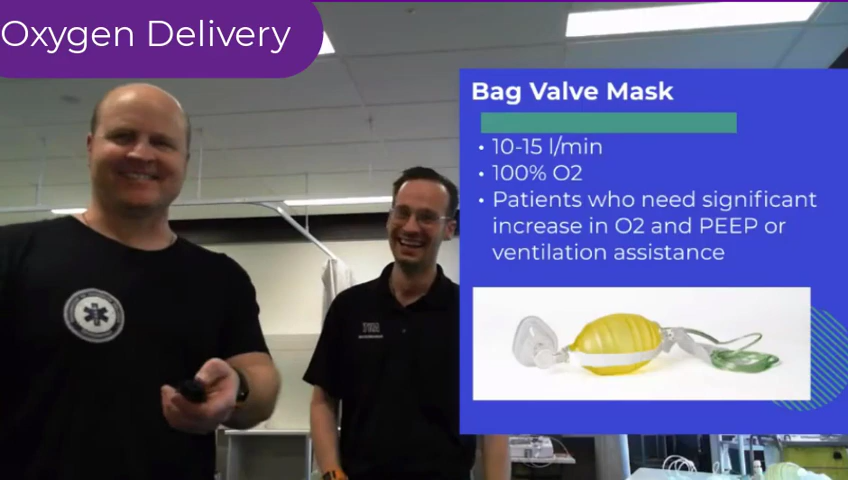 Oxygen Delivery
Bag Valve Mask
• 10-15 l/min
• 100% O2
• Patients who need significant
increase in O2 and PEEP or
ventilation assistance